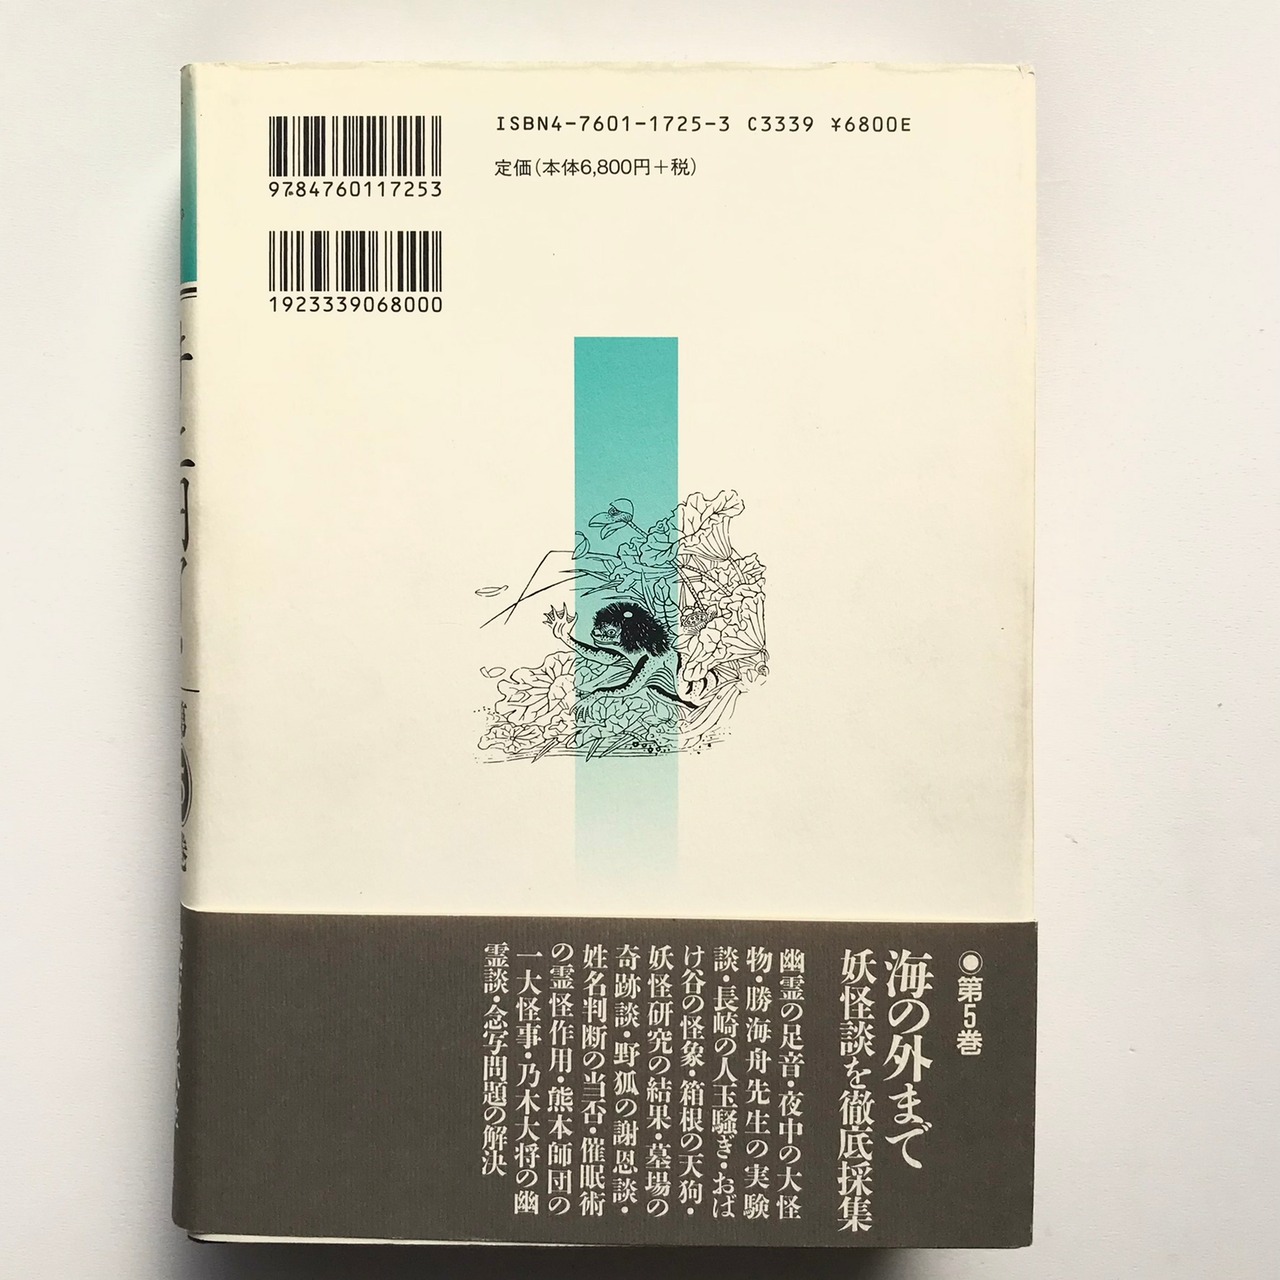 ISBN4-7601-1725-3 C3339 ¥6800E
定価(本体6,800円+税)
9784760117253
1923339068000
●第5巻
海の外まで
妖怪談を徹底採集
幽霊の足音・夜中の大怪
物・勝海舟先生の実験
談・長崎の人玉騒ぎ・おば
け谷の怪象・箱根の天狗・
妖怪研究の結果・墓場の
奇跡談・野狐の謝恩談・
姓名判断の当否・催眠術
の霊怪作用・熊本師団の
一大怪事・乃木大将の幽
霊談・念写問題の解決